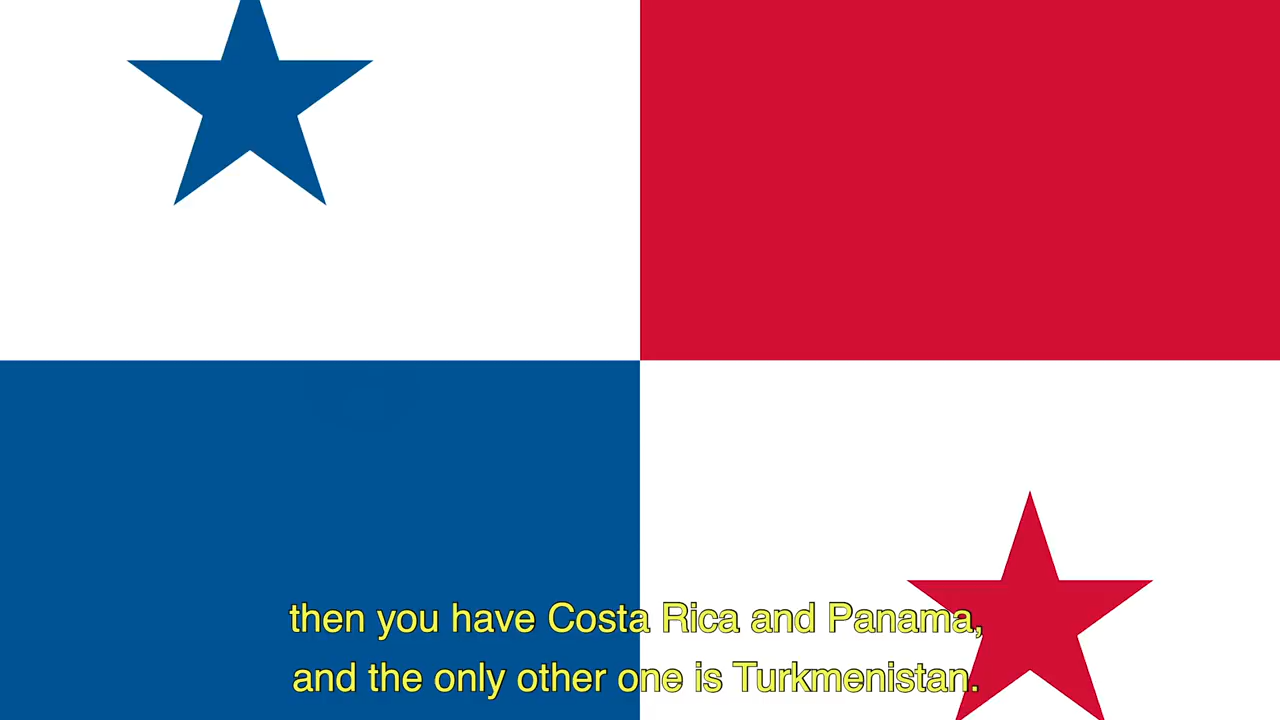 then you have Costa Rica and Panama,
and the only other one is Turkmenistan.